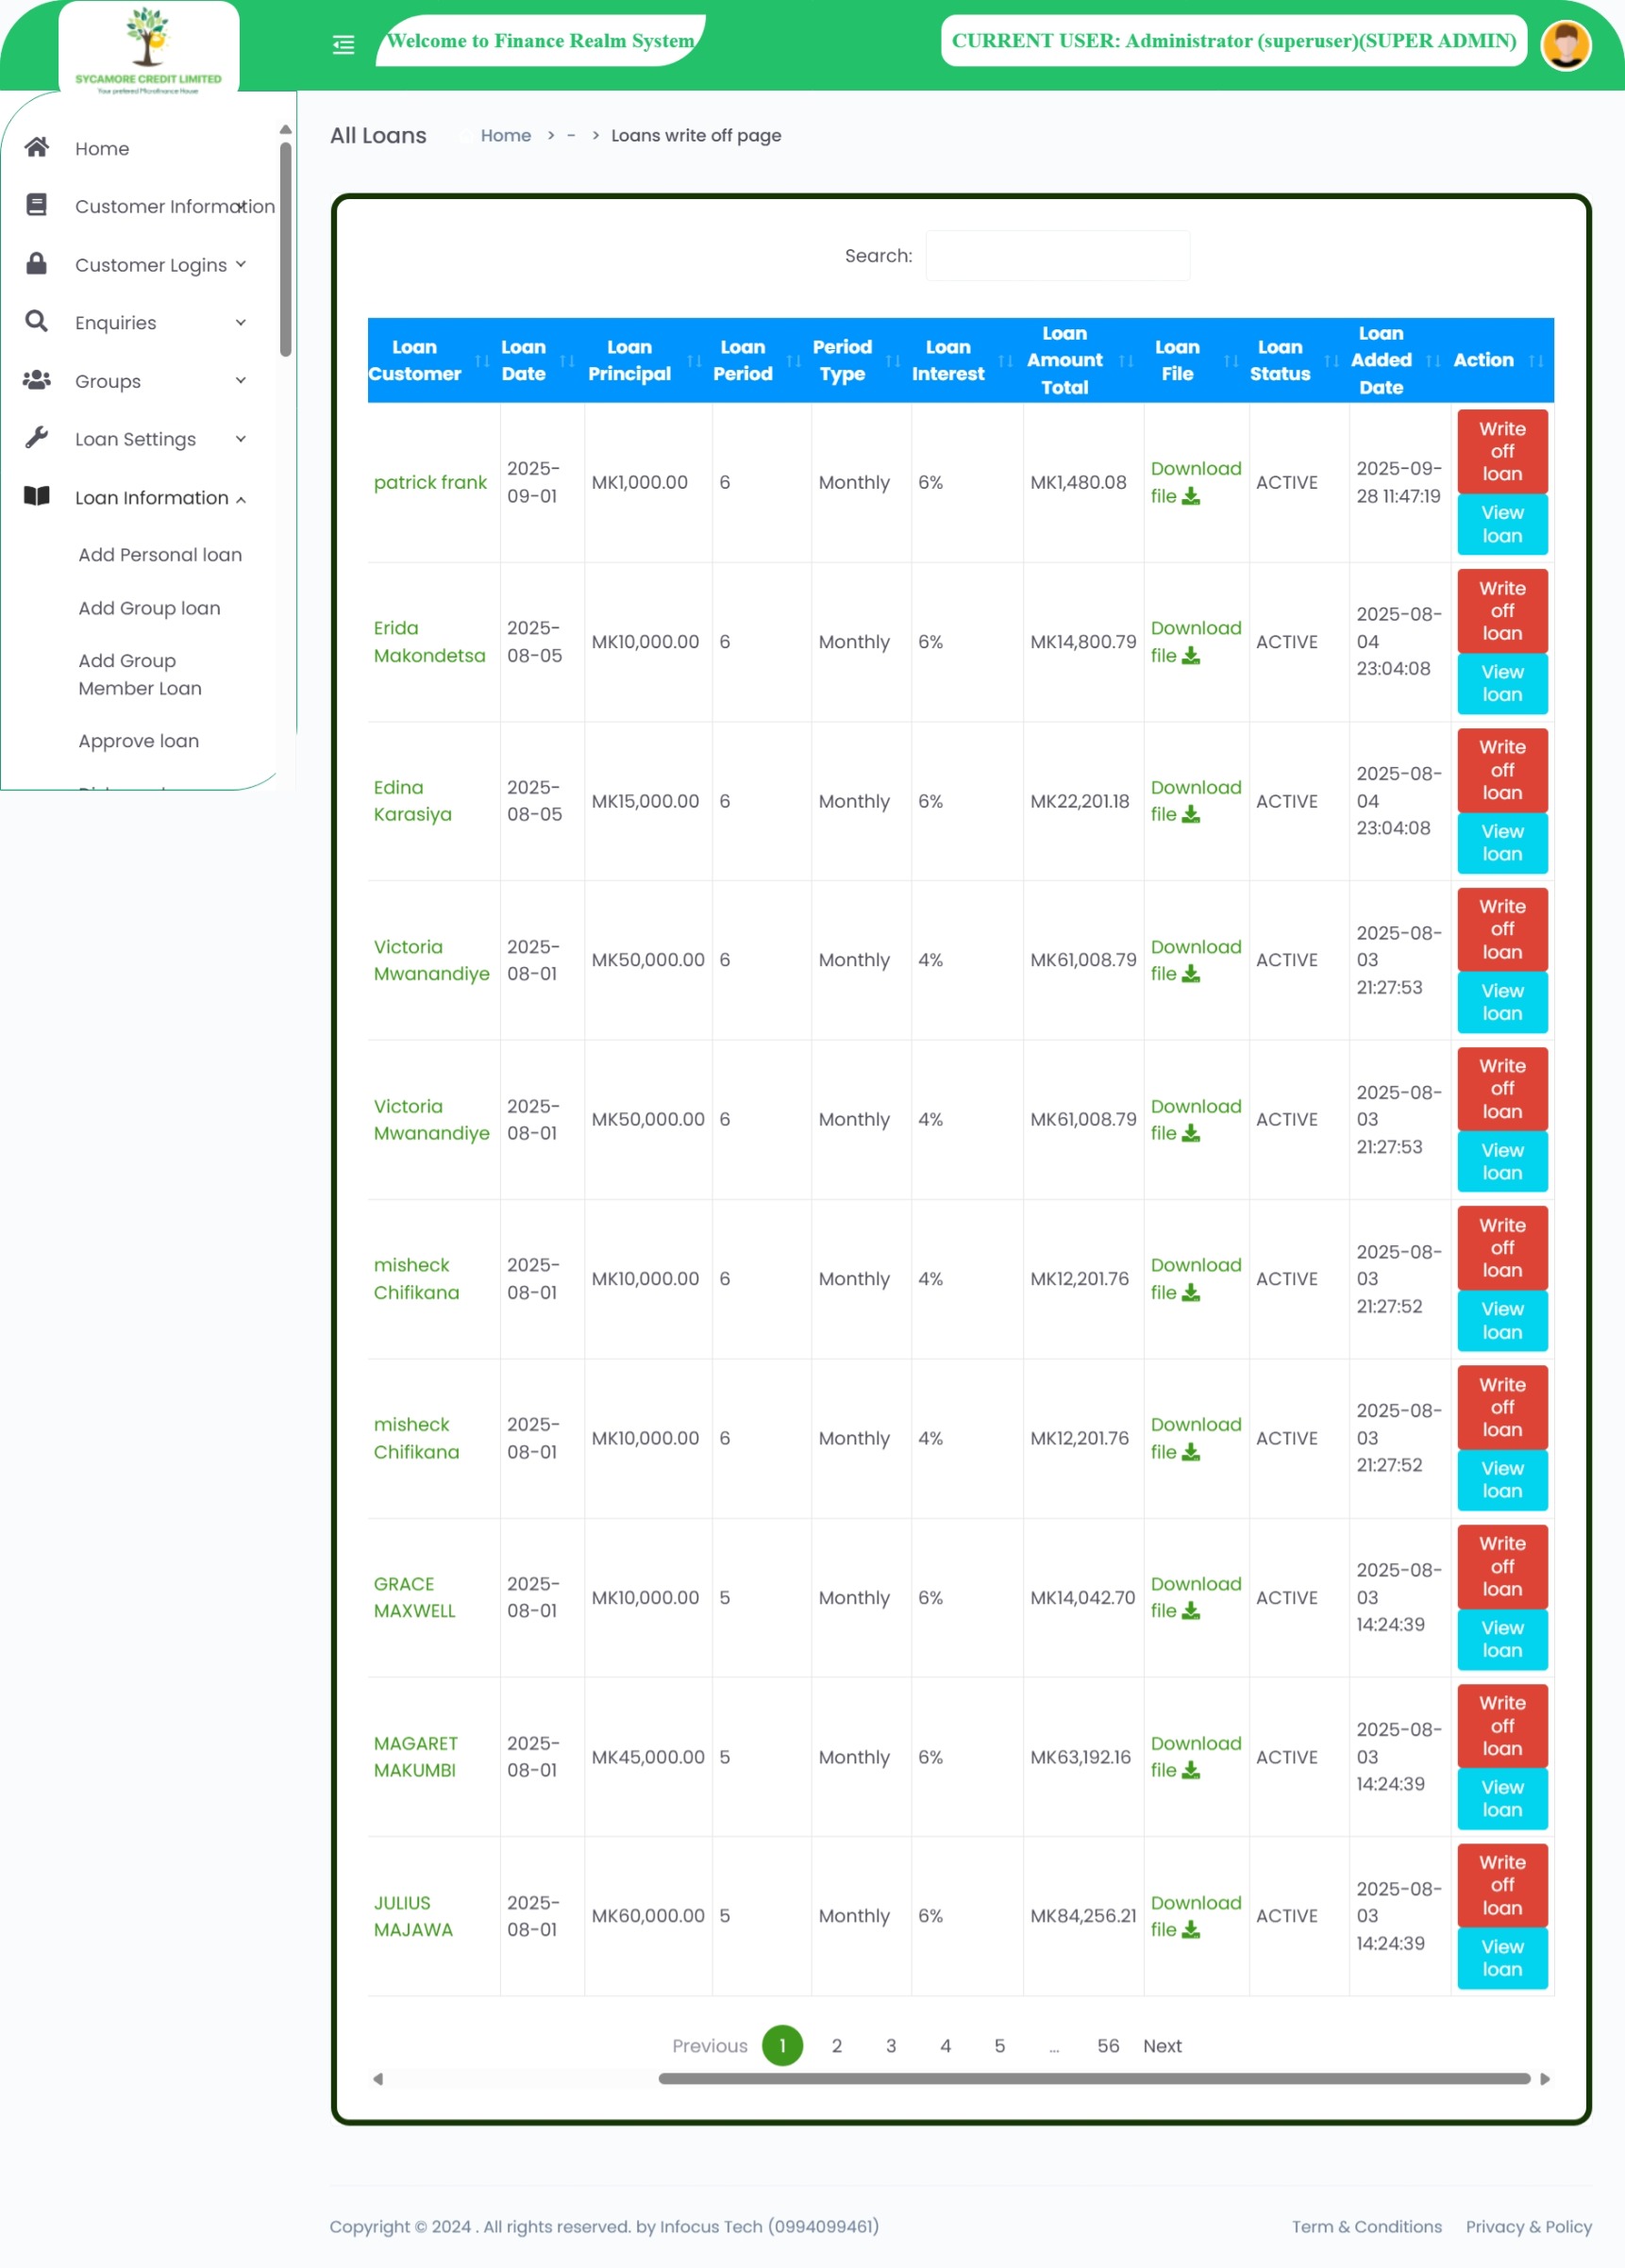 SYCAMORE CREDIT LIMITED
Your prefered Microfinance House
Welcome to Finance Realm System
CURRENT USER: Administrator (superuser)(SUPER ADMIN)
Home
Customer Information
Customer Logins
Enquiries
Groups
Loan Settings
Loan Information
Add Personal loan
Add Group loan
Add Group
Member Loan
Approve loan
All Loans
Home > - > Loans write off page
Search:
Loan Customer Loan Date Loan Principal Loan Period Period Type Loan Interest Loan Amount Total Loan File Loan Status Loan Added Date Action
patrick frank 2025-09-01 MK1,000.00 6 Monthly 6% MK1,480.08 Download file ACTIVE 2025-09-28 11:47:19 Write off loan View loan
Erida Makondetsa 2025-08-05 MK10,000.00 6 Monthly 6% MK14,800.79 Download file ACTIVE 2025-08-04 23:04:08 Write off loan View loan
Edina Karasiya 2025-08-05 MK15,000.00 6 Monthly 6% MK22,201.18 Download file ACTIVE 2025-08-04 23:04:08 Write off loan View loan
Victoria Mwanandiye 2025-08-01 MK50,000.00 6 Monthly 4% MK61,008.79 Download file ACTIVE 2025-08-03 21:27:53 Write off loan View loan
Victoria Mwanandiye 2025-08-01 MK50,000.00 6 Monthly 4% MK61,008.79 Download file ACTIVE 2025-08-03 21:27:53 Write off loan View loan
misheck Chifikana 2025-08-01 MK10,000.00 6 Monthly 4% MK12,201.76 Download file ACTIVE 2025-08-03 21:27:52 Write off loan View loan
misheck Chifikana 2025-08-01 MK10,000.00 6 Monthly 4% MK12,201.76 Download file ACTIVE 2025-08-03 21:27:52 Write off loan View loan
GRACE MAXWELL 2025-08-01 MK10,000.00 5 Monthly 6% MK14,042.70 Download file ACTIVE 2025-08-03 14:24:39 Write off loan View loan
MAGARET MAKUMBI 2025-08-01 MK45,000.00 5 Monthly 6% MK63,192.16 Download file ACTIVE 2025-08-03 14:24:39 Write off loan View loan
JULIUS MAJAWA 2025-08-01 MK60,000.00 5 Monthly 6% MK84,256.21 Download file ACTIVE 2025-08-03 14:24:39 Write off loan View loan
Previous 1 2 3 4 5 … 56 Next
Copyright © 2024 . All rights reserved. by Infocus Tech (0994099461)
Term & Conditions Privacy & Policy